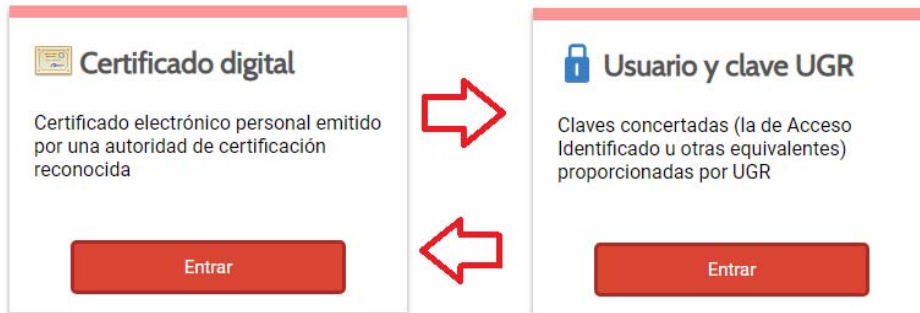 Certificado digital
Certificado electrónico personal emitido
por una autoridad de certificación
reconocida
Entrar
Usuario y clave UGR
Claves concertadas (la de Acceso
Identificado u otras equivalentes)
proporcionadas por UGR
Entrar